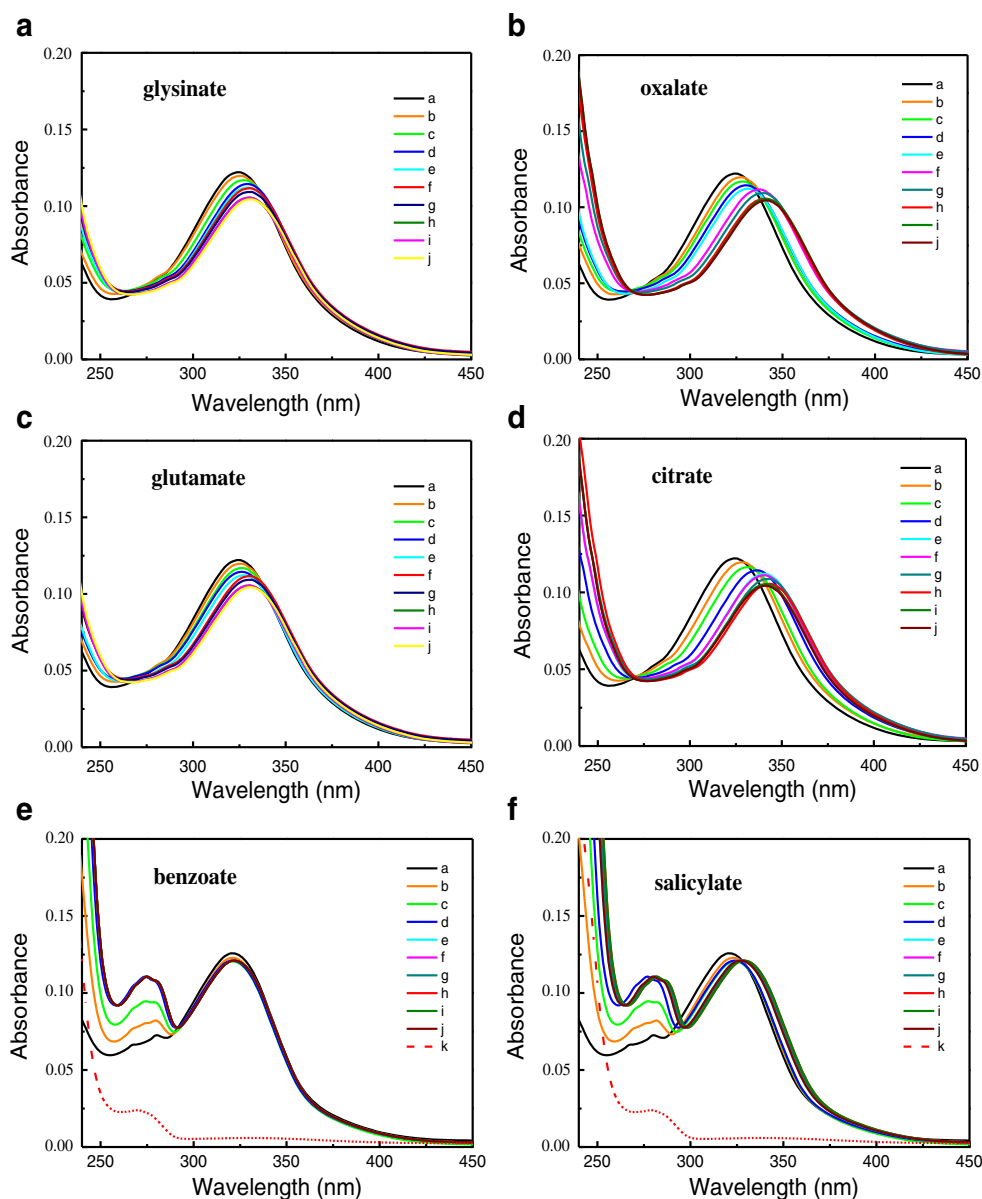 a
glysinate
0.20
0.15
0.10
0.05
0.00
Absorbance
250
300
350
400
450
Wavelength (nm)
a
b
c
d
e
f
g
h
i
j
b
oxalate
0.20
0.15
0.10
0.05
0.00
Absorbance
250
300
350
400
450
Wavelength (nm)
a
b
c
d
e
f
g
h
i
j
c
glutamate
0.20
0.15
0.10
0.05
0.00
Absorbance
250
300
350
400
450
Wavelength (nm)
a
b
c
d
e
f
g
h
i
j
d
citrate
0.20
0.15
0.10
0.05
0.00
Absorbance
250
300
350
400
450
Wavelength (nm)
a
b
c
d
e
f
g
h
i
j
e
benzoate
0.20
0.15
0.10
0.05
0.00
Absorbance
250
300
350
400
450
Wavelength (nm)
a
b
c
d
e
f
g
h
i
j
k
f
salicylate
0.20
0.15
0.10
0.05
0.00
Absorbance
250
300
350
400
450
Wavelength (nm)
a
b
c
d
e
f
g
h
i
j
k